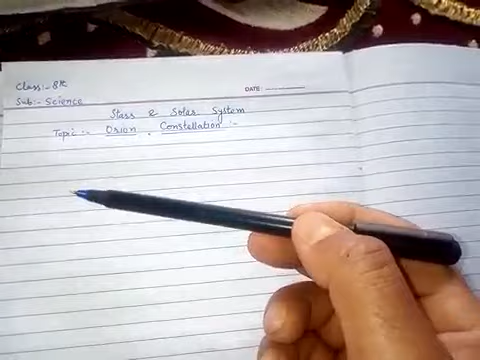 Class:- 8th
Sub:- Science
DATE: 
Stars & Solar System
Topic:- Orion Constellation :-